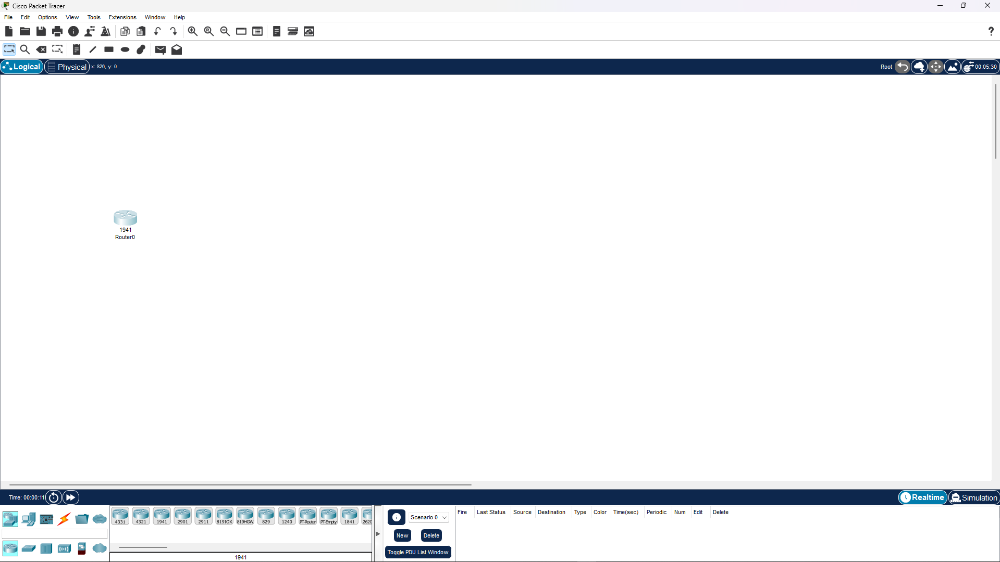 Cisco Packet Tracer
File Edit Options View Tools Extensions Window Help
Logical Physical x: 826, y: 0 Root 00:05:30
1941
Router0
Time: 00:00:11 Realtime Simulation
4331 4321 1941 2901 2911 819IOX 819HGW 829 1240 PT-Router PT-Empty 1841 2620
Scenario 0
New Delete
Toggle PDU List Window
Fire Last Status Source Destination Type Color Time(sec) Periodic Num Edit Delete
1941